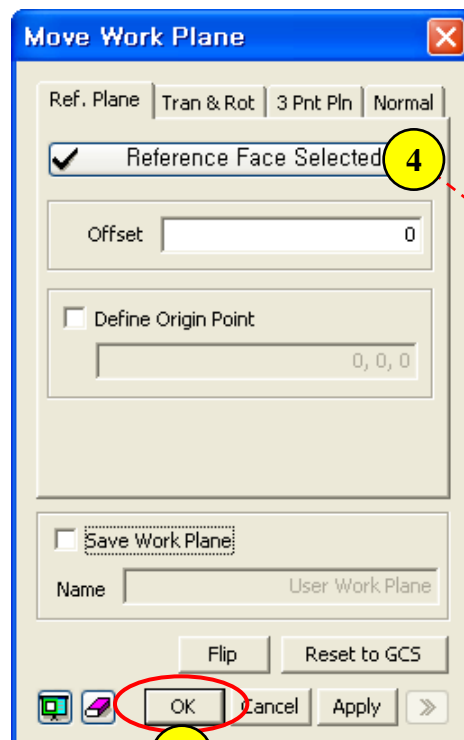 Move Work Plane
Ref. Plane Tran & Rot 3 Pnt Pln Normal
Reference Face Selected 4
Offset 0
Define Origin Point
0, 0, 0
Save Work Plane
Name User Work Plane
Flip Reset to GCS
OK Cancel Apply >>